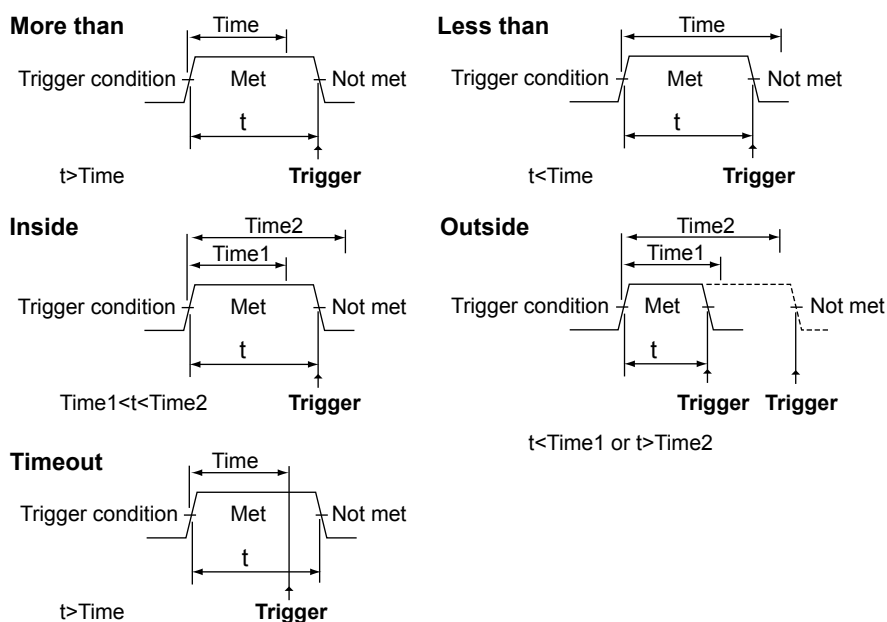 More than
Time
Trigger condition
Met
Not met
t
t>Time
Trigger
Less than
Time
Trigger condition
Met
Not met
t
t<Time
Trigger
Inside
Time2
Time1
Trigger condition
Met
Not met
t
Time1<t<Time2
Trigger
Outside
Time2
Time1
Trigger condition
Met
Not met
t
Trigger Trigger
t<Time1 or t>Time2
Timeout
Time
Trigger condition
Met
Not met
t
t>Time
Trigger